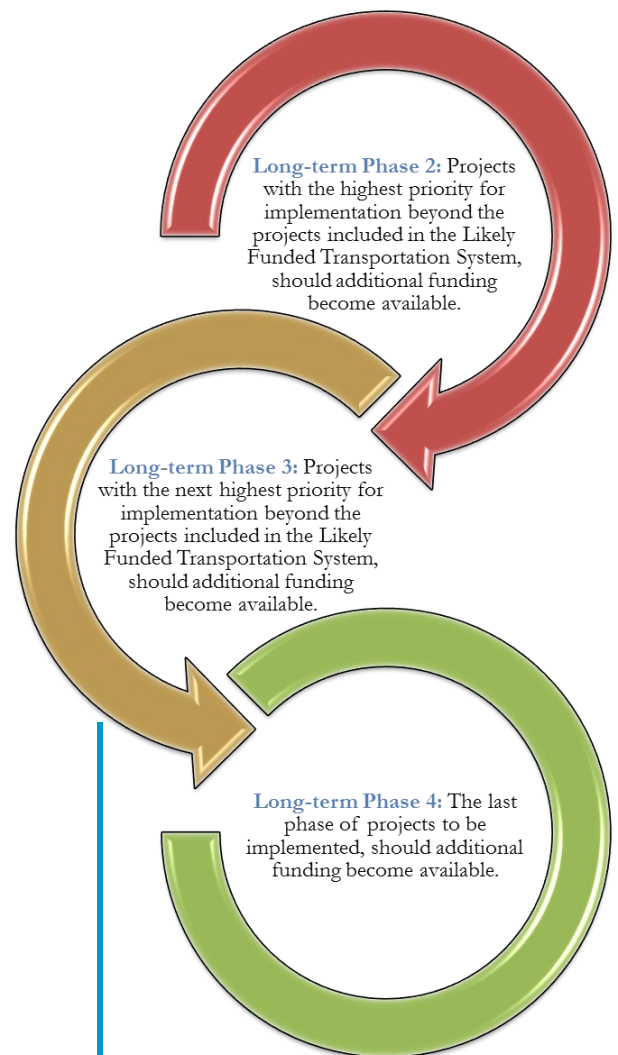 Long-term Phase 2: Projects
with the highest priority for
implementation beyond the
projects included in the Likely
Funded Transportation System,
should additional funding
become available.
Long-term Phase 3: Projects
with the next highest priority for
implementation beyond the
projects included in the Likely
Funded Transportation System,
should additional funding
become available.
Long-term Phase 4: The last
phase of projects to be
implemented, should additional
funding become available.